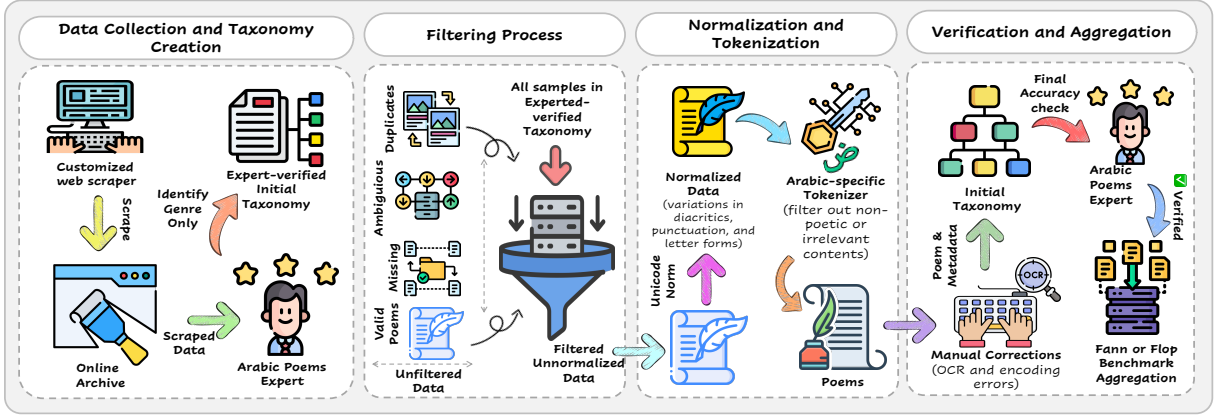 Data Collection and Taxonomy
Creation
Customized
web scraper
Scrape
Online
Archive
Scraped
Data
Arabic Poems
Expert
Identify
Genre
Only
Expert-verified
Initial
Taxonomy
Filtering Process
Duplicates
Ambiguious
Missing
Valid
Poems
Unfiltered
Data
All samples in
Experted-
verified
Taxonomy
Filtered
Unnormalized
Data
Normalization and
Tokenization
Unicode
Norm
Normalized
Data
(variations in
diacritics,
punctuation, and
letter forms)
ض
Arabic-specific
Tokenizer
(filter out non-
poetic or
irrelevant
contents)
Poems
Verification and Aggregation
OCR
Manual Corrections
(OCR and encoding
errors)
Poem &
Metadata
Initial
Taxonomy
Final
Accuracy
check
Arabic
Poems
Expert
Verified
Fann or Flop
Benchmark
Aggregation